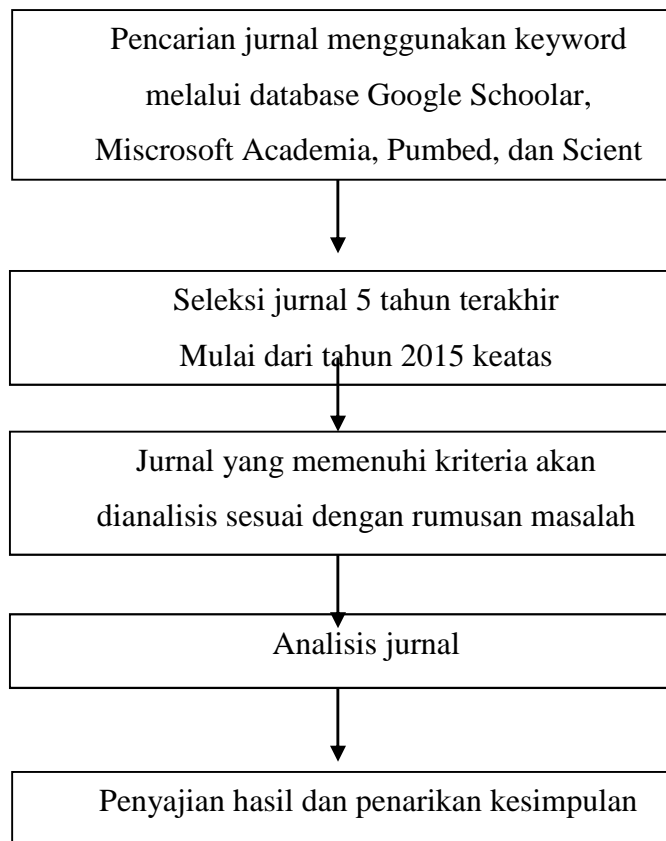 Pencarian jurnal menggunakan keyword
melalui database Google Schoolar,
Miscrosoft Academia, Pumbed, dan Scient
Seleksi jurnal 5 tahun terakhir
Mulai dari tahun 2015 keatas
Jurnal yang memenuhi kriteria akan
dianalisis sesuai dengan rumusan masalah
Analisis jurnal
Penyajian hasil dan penarikan kesimpulan